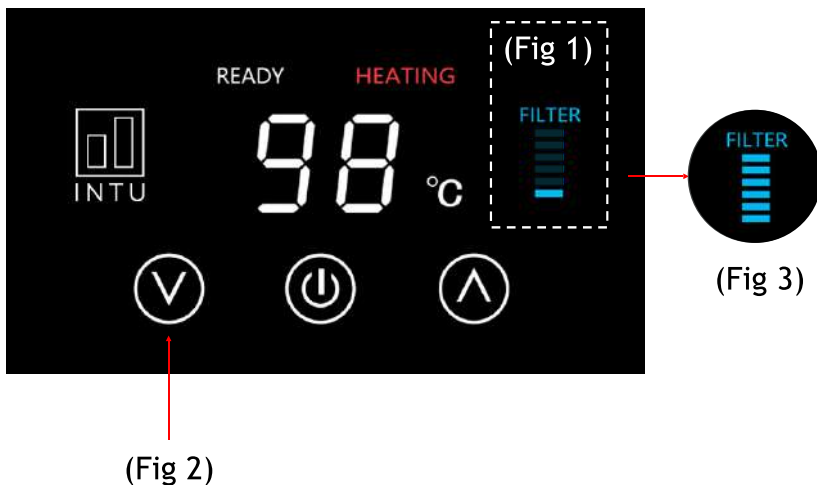 (Fig 1)
READY HEATING
FILTER
98 °C
INTU
FILTER
(Fig 3)
(Fig 2)